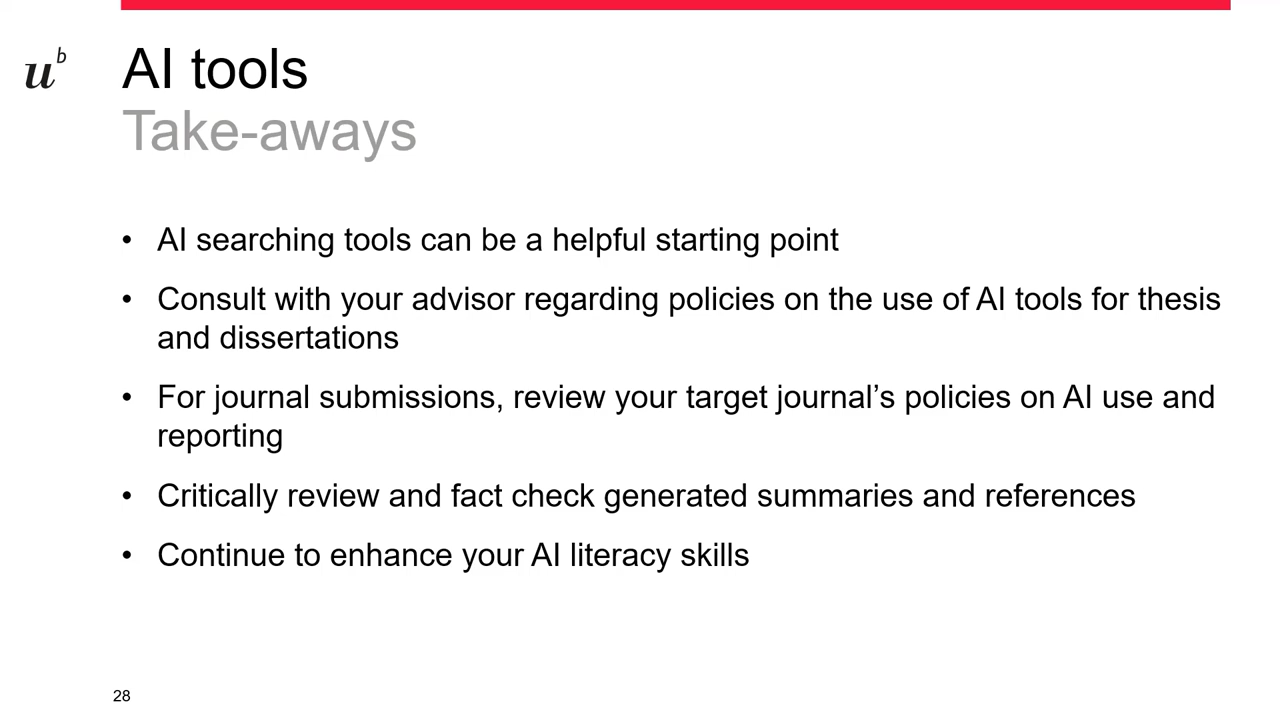 u b
AI tools
Take-aways
• AI searching tools can be a helpful starting point
• Consult with your advisor regarding policies on the use of AI tools for thesis
and dissertations
• For journal submissions, review your target journal’s policies on AI use and
reporting
• Critically review and fact check generated summaries and references
• Continue to enhance your AI literacy skills
28